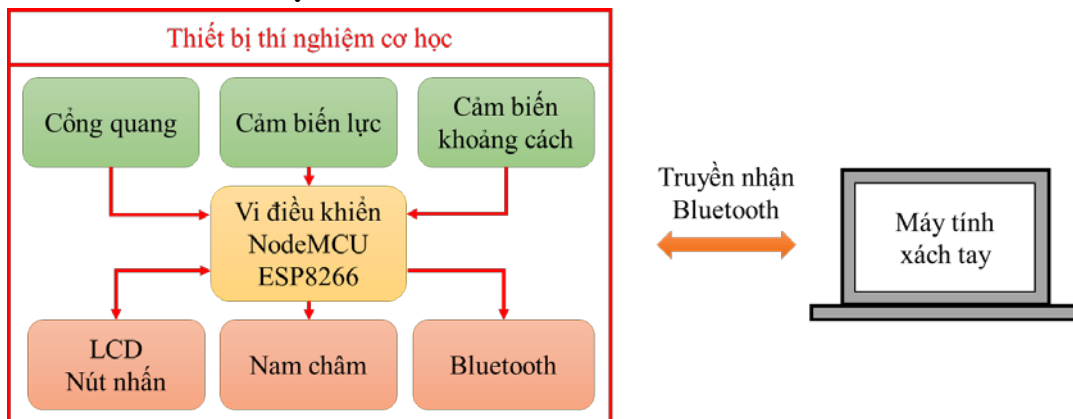 Thiết bị thí nghiệm cơ học
Cổng quang
Cảm biến lực
Cảm biến
khoảng cách
Vi điều khiển
NodeMCU
ESP8266
LCD
Nút nhấn
Nam châm
Bluetooth
Truyền nhận
Bluetooth
Máy tính
xách tay